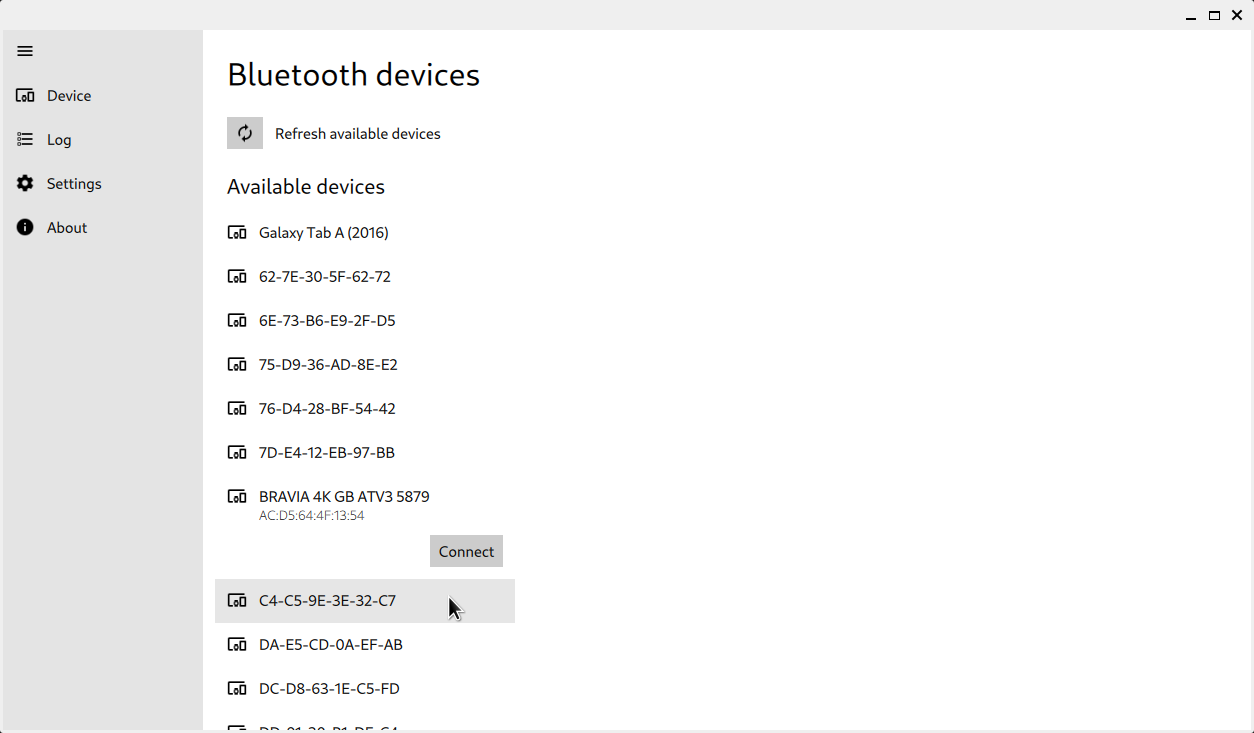 Bluetooth devices
Device
Refresh available devices
Log
Settings
Available devices
About
Galaxy Tab A (2016)
62-7E-30-5F-62-72
6E-73-B6-E9-2F-D5
75-D9-36-AD-8E-E2
76-D4-28-BF-54-42
7D-E4-12-EB-97-BB
BRAVIA 4K GB ATV3 5879
AC:D5:64:4F:13:54
Connect
C4-C5-9E-3E-32-C7
DA-E5-CD-0A-EF-AB
DC-D8-63-1E-C5-FD